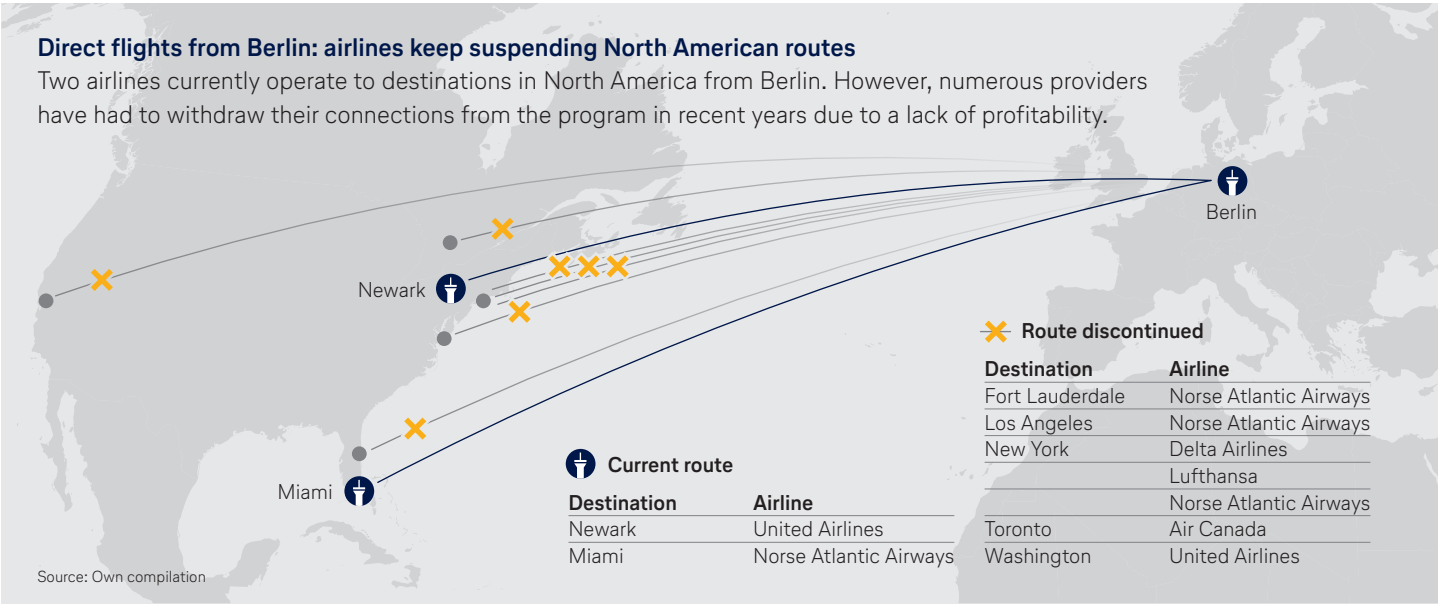 Direct flights from Berlin: airlines keep suspending North American routes
Two airlines currently operate to destinations in North America from Berlin. However, numerous providers
have had to withdraw their connections from the program in recent years due to a lack of profitability.
Berlin
Newark
Miami
Current route
Destination Airline
Newark United Airlines
Miami Norse Atlantic Airways
Route discontinued
Destination Airline
Fort Lauderdale Norse Atlantic Airways
Los Angeles Norse Atlantic Airways
New York Delta Airlines
Lufthansa
Norse Atlantic Airways
Toronto Air Canada
Washington United Airlines
Source: Own compilation